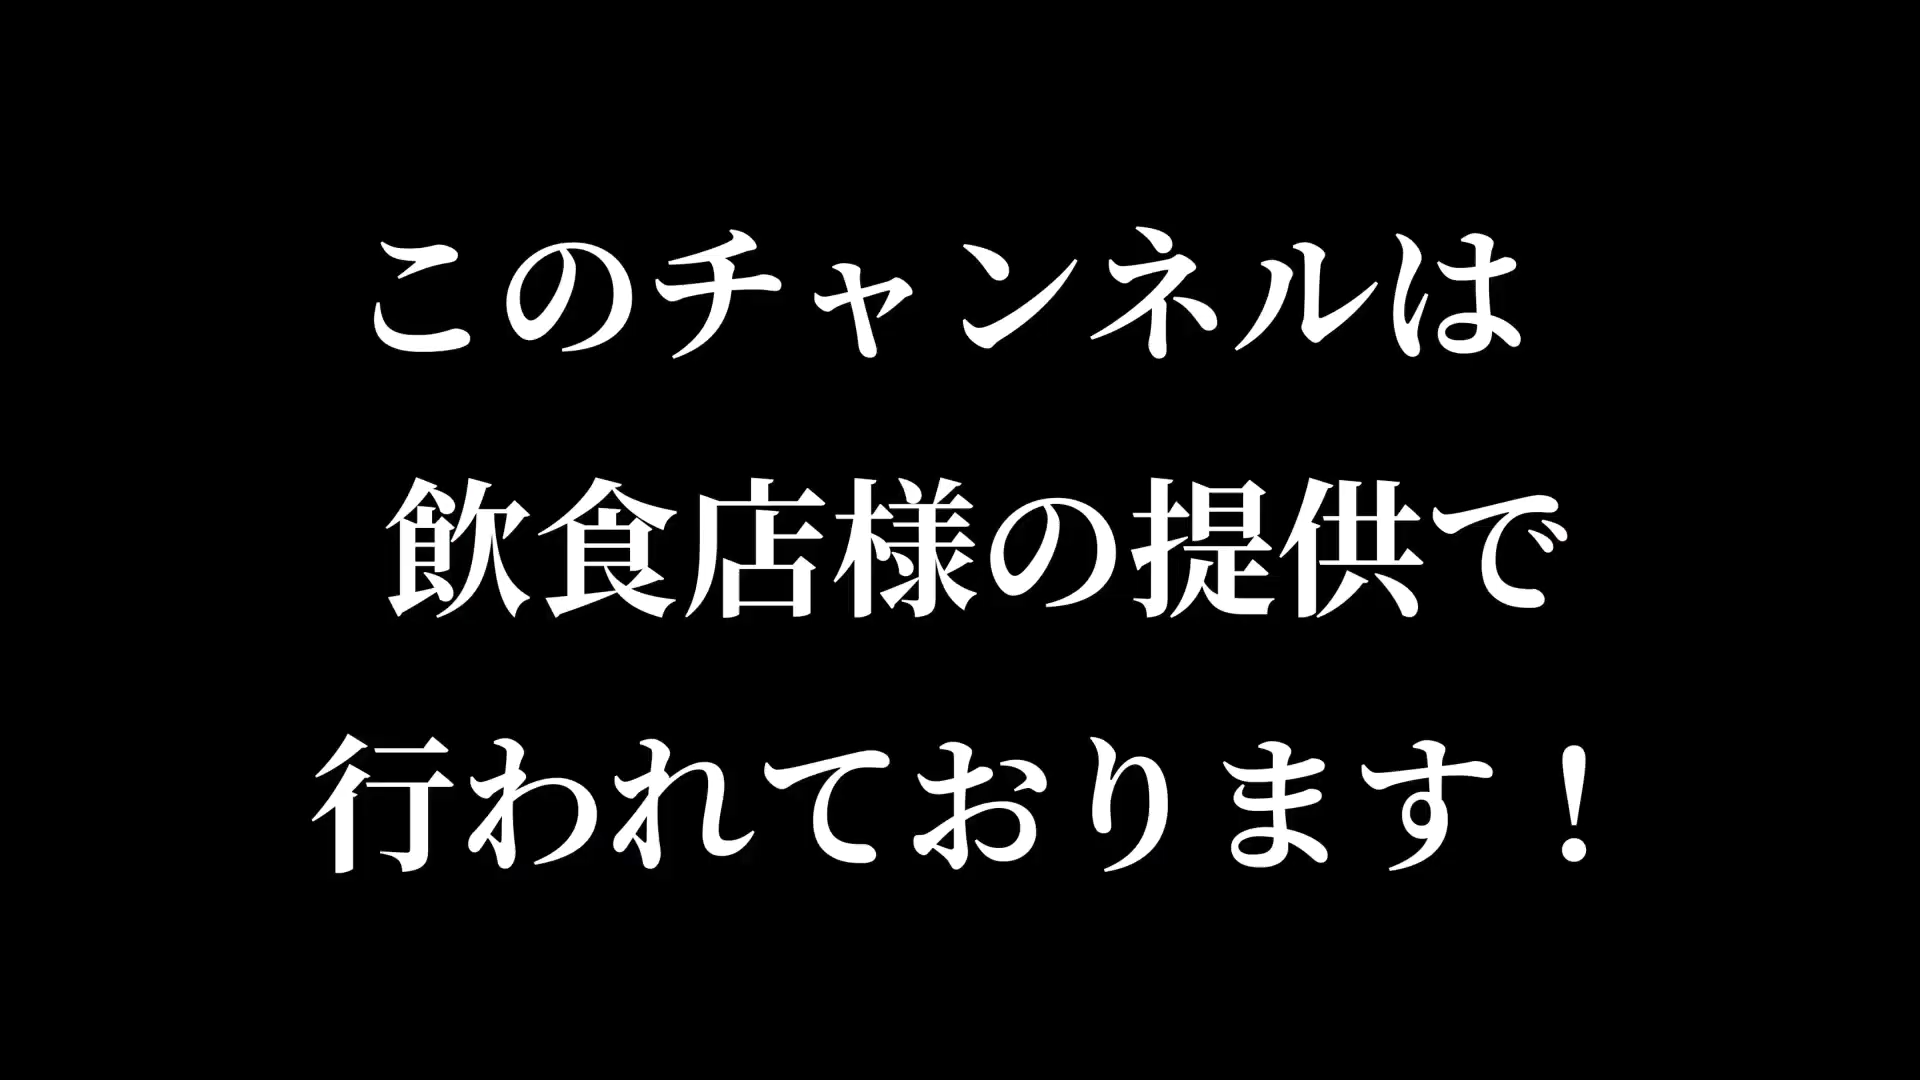 このチャンネルは
飲食店様の提供で
行われております！